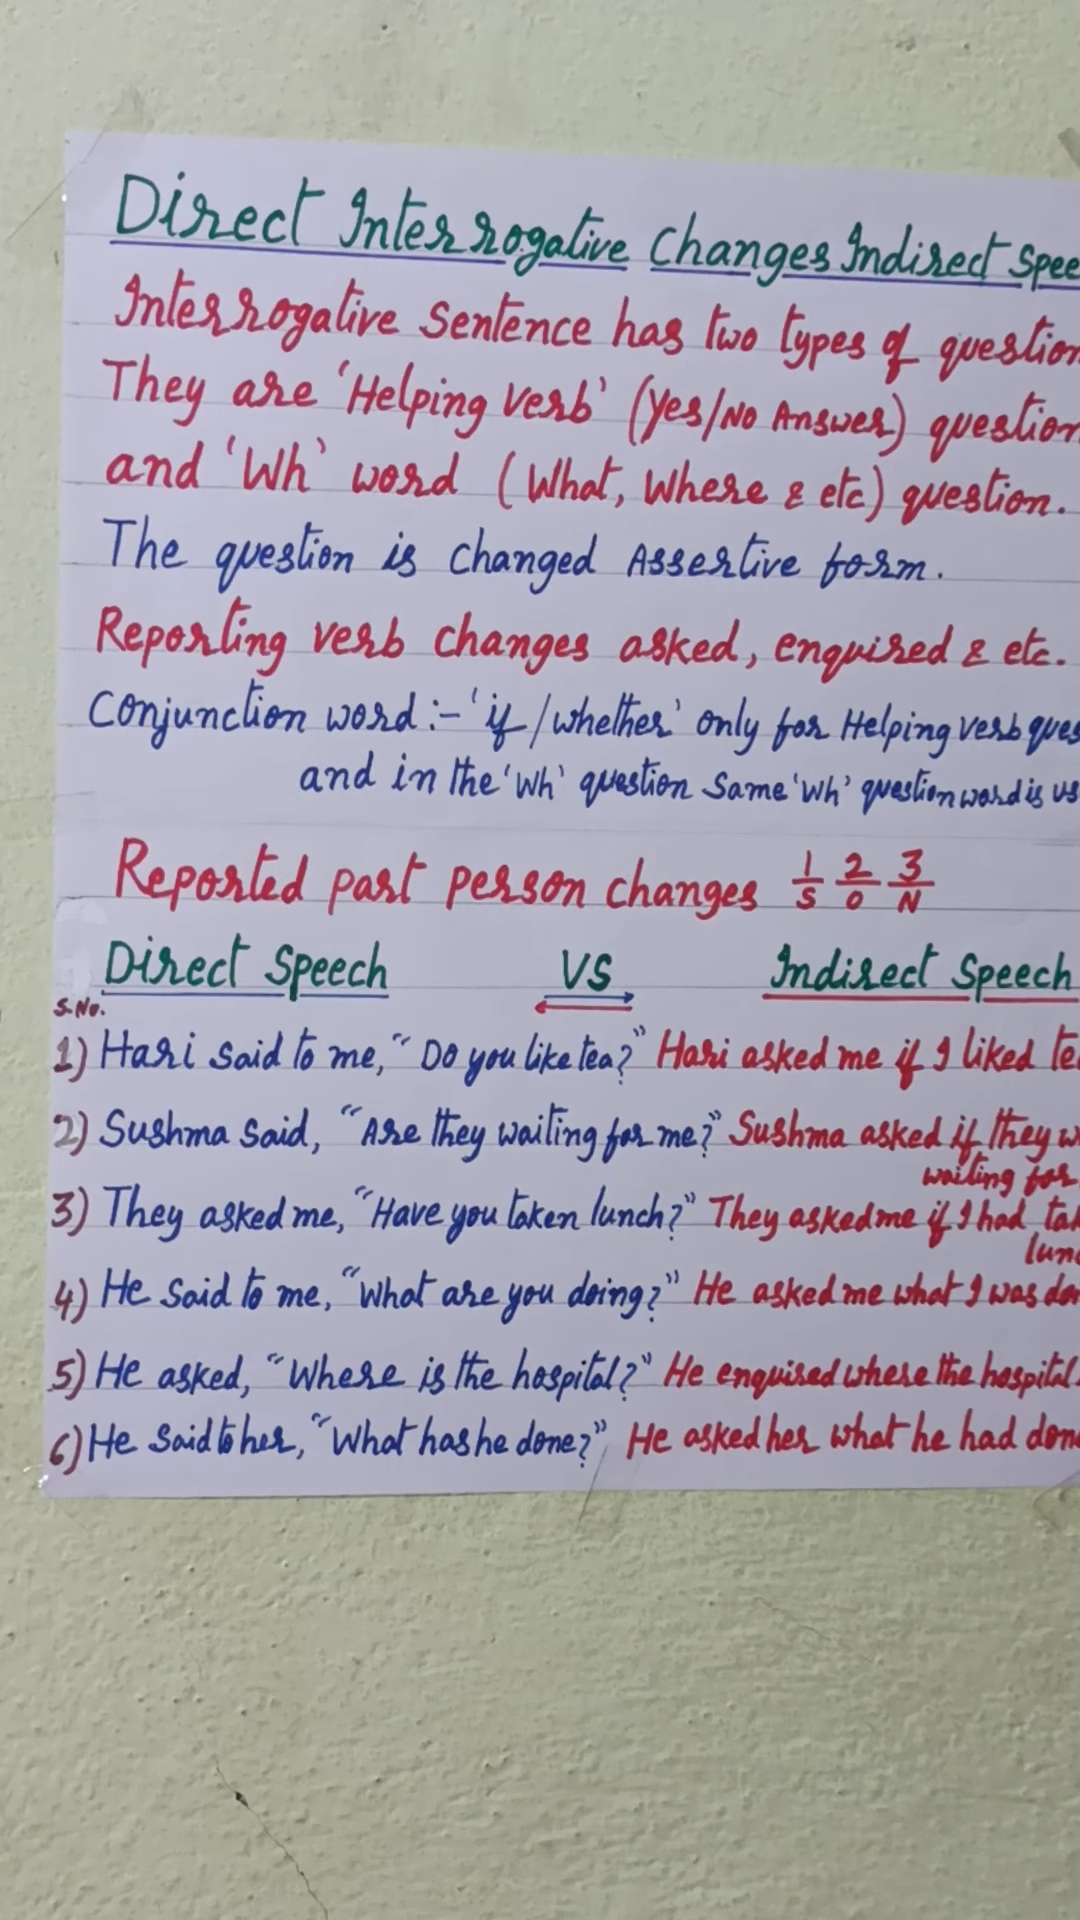 Direct Interrogative Changes Indirect Spee
Interrogative Sentence has two types of question
They are 'Helping verb' (Yes/No Answer) question
and 'Wh' word (What, Where & etc) question.
The question is Changed Assertive form.
Reporting verb changes asked, enquired & etc.
Conjunction word :- 'if/whether' only for Helping verb ques
and in the 'Wh' question Same 'Wh' question word is us
Reported part person changes 1/S 2/O 3/N
Direct Speech VS Indirect Speech
S.No.
1) Hari Said to me, "Do you like tea?" Hari asked me if I liked te
2) Sushma Said, "Are they waiting for me?" Sushma asked if they w
waiting for
3) They asked me, "Have you taken lunch?" They asked me if I had tak
lunc
4) He Said to me, "What are you doing?" He asked me what I was do
5) He asked, "Where is the hospital?" He enquired where the hospital
6) He Said to her, "What has he done?" He asked her what he had don